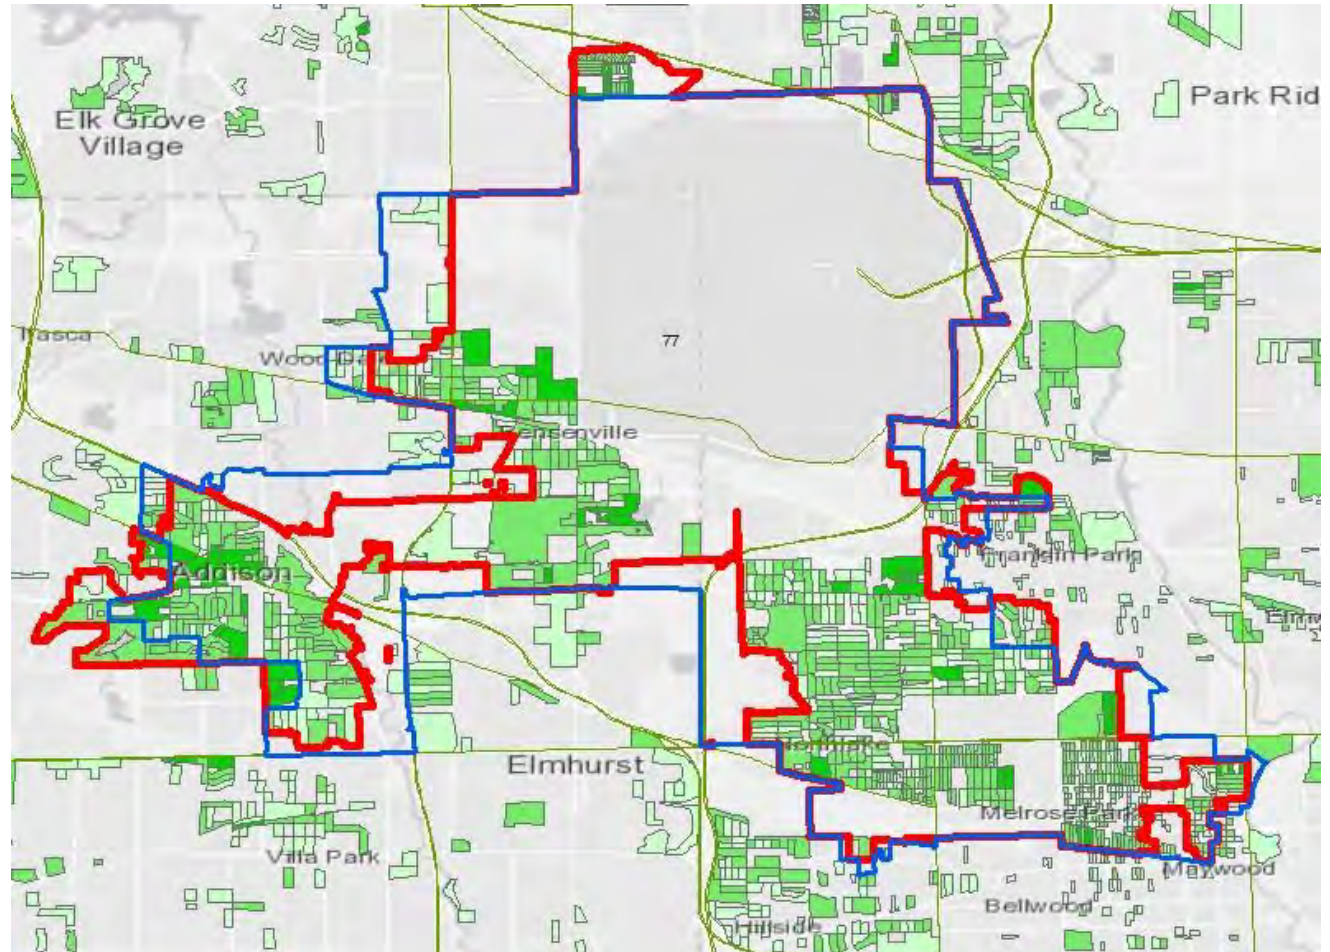 Park Rid
Elk Grove
Village
77
Itasca
Wood Dale
Bensenville
Franklin Park
Addison
Northlake
Elmhurst
Melrose Park
Villa Park
Maywood
Bellwood
Hillside